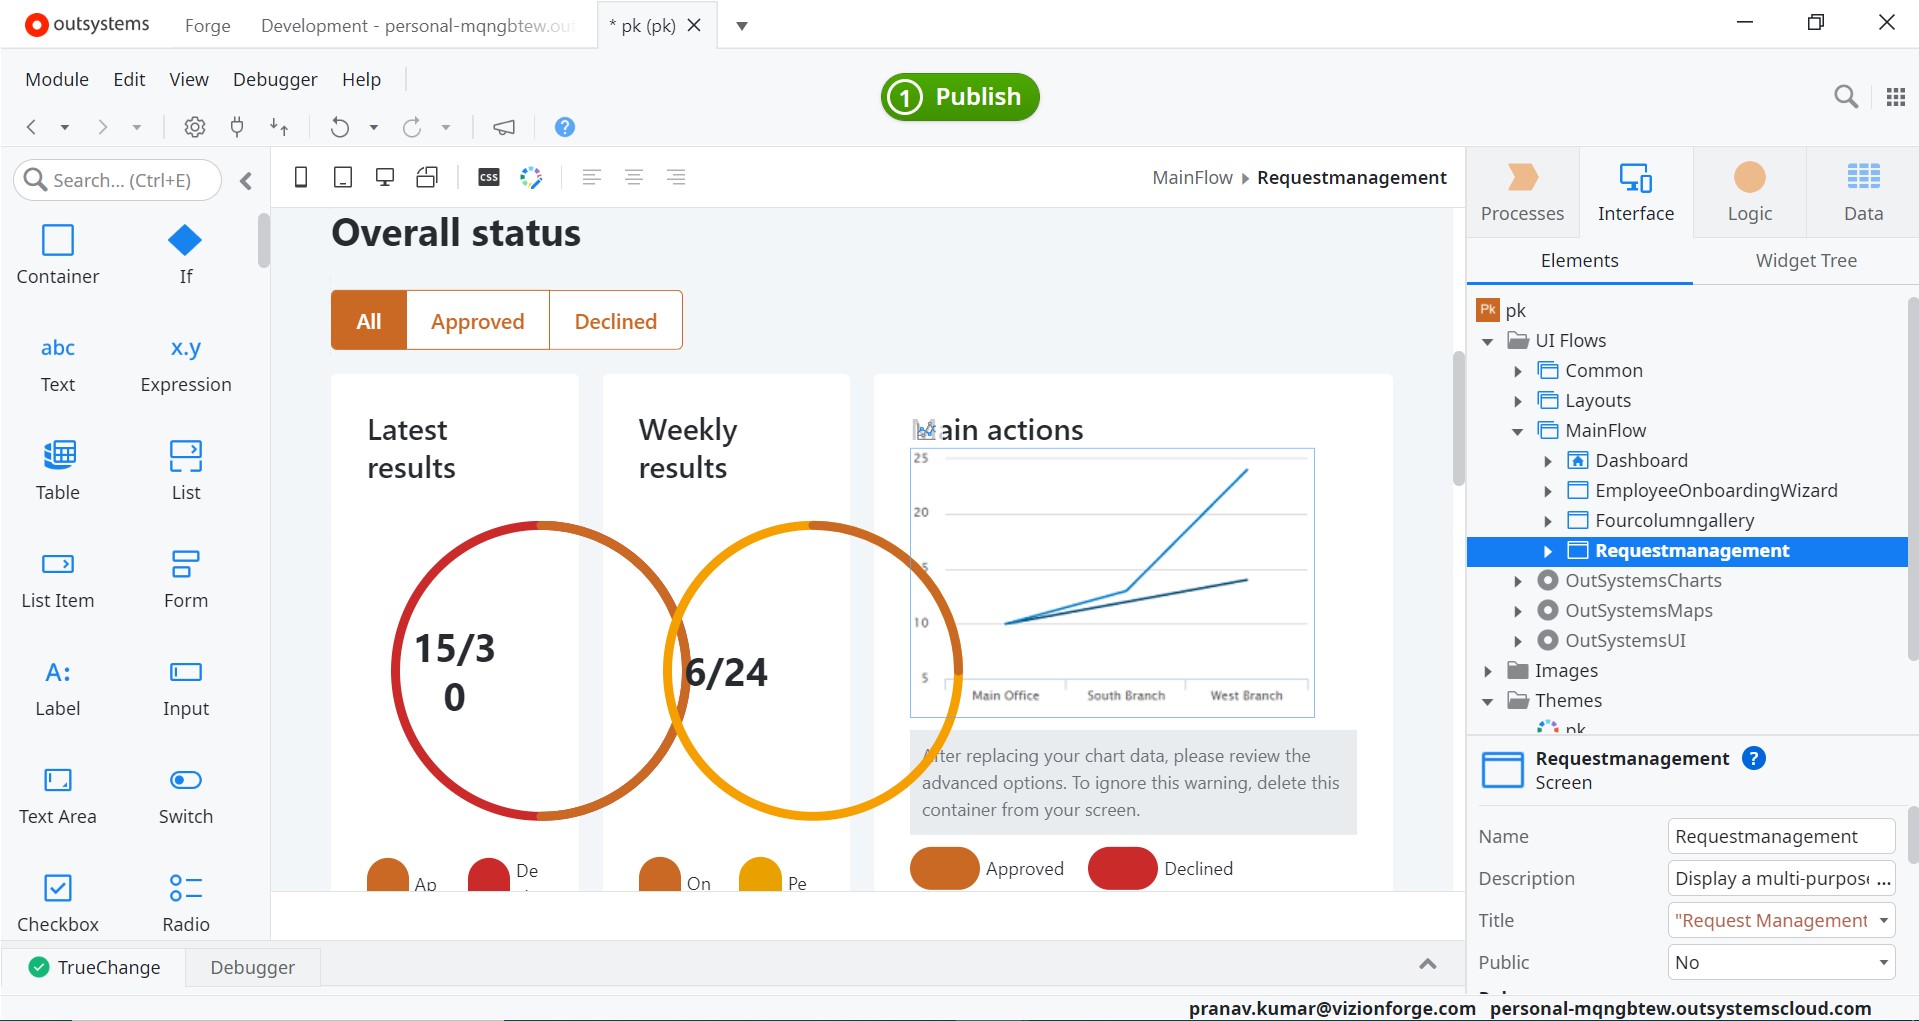 outsystems
Forge
Development - personal-mqngbtew.ou
* pk (pk)
Module Edit View Debugger Help
1 Publish
Search... (Ctrl+E)
css
MainFlow Requestmanagement
Processes Interface Logic Data
Elements Widget Tree
Container If
abc x.y
Text Expression
Table List
List Item Form
A:
Label Input
Text Area Switch
Checkbox Radio
Overall status
All Approved Declined
Latest
results
15/3
0
Ap De
Weekly
results
6/24
On Pe
Main actions
25
20
10
5
Main Office South Branch West Branch
After replacing your chart data, please review the
advanced options. To ignore this warning, delete this
container from your screen.
Approved Declined
Pk pk
UI Flows
Common
Layouts
MainFlow
Dashboard
EmployeeOnboardingWizard
Fourcolumngallery
Requestmanagement
OutSystemsCharts
OutSystemsMaps
OutSystemsUI
Images
Themes
pk
Requestmanagement ?
Screen
Name Requestmanagement
Description Display a multi-purpose ...
Title "Request Management
Public No
TrueChange Debugger
pranav.kumar@vizionforge.com personal-mqngbtew.outsystemscloud.com